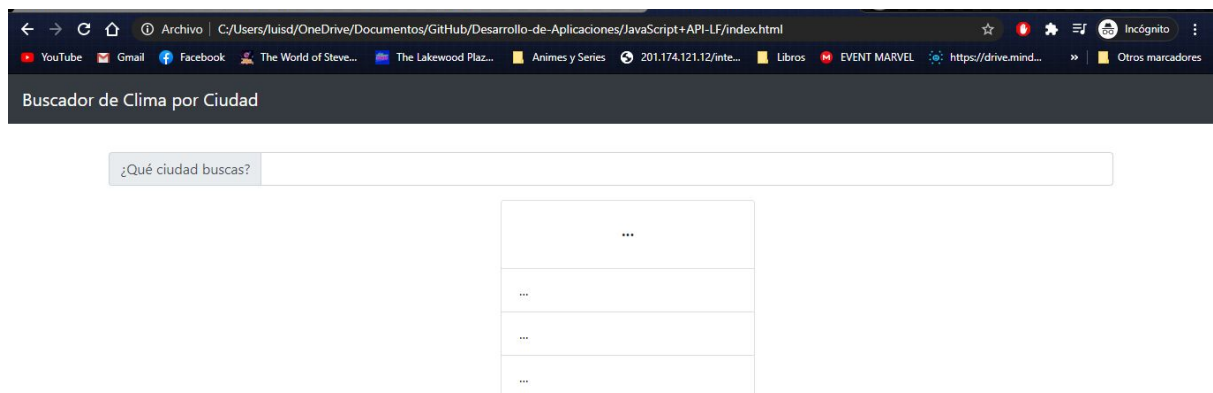 Archivo | C:/Users/luisd/OneDrive/Documentos/GitHub/Desarrollo-de-Aplicaciones/JavaScript+API-LF/index.html Incógnito
YouTube Gmail Facebook The World of Steve... The Lakewood Plaz... Animes y Series 201.174.121.12/inte... Libros EVENT MARVEL https://drive.mind... » Otros marcadores
Buscador de Clima por Ciudad
¿Qué ciudad buscas?
...
...
...
...